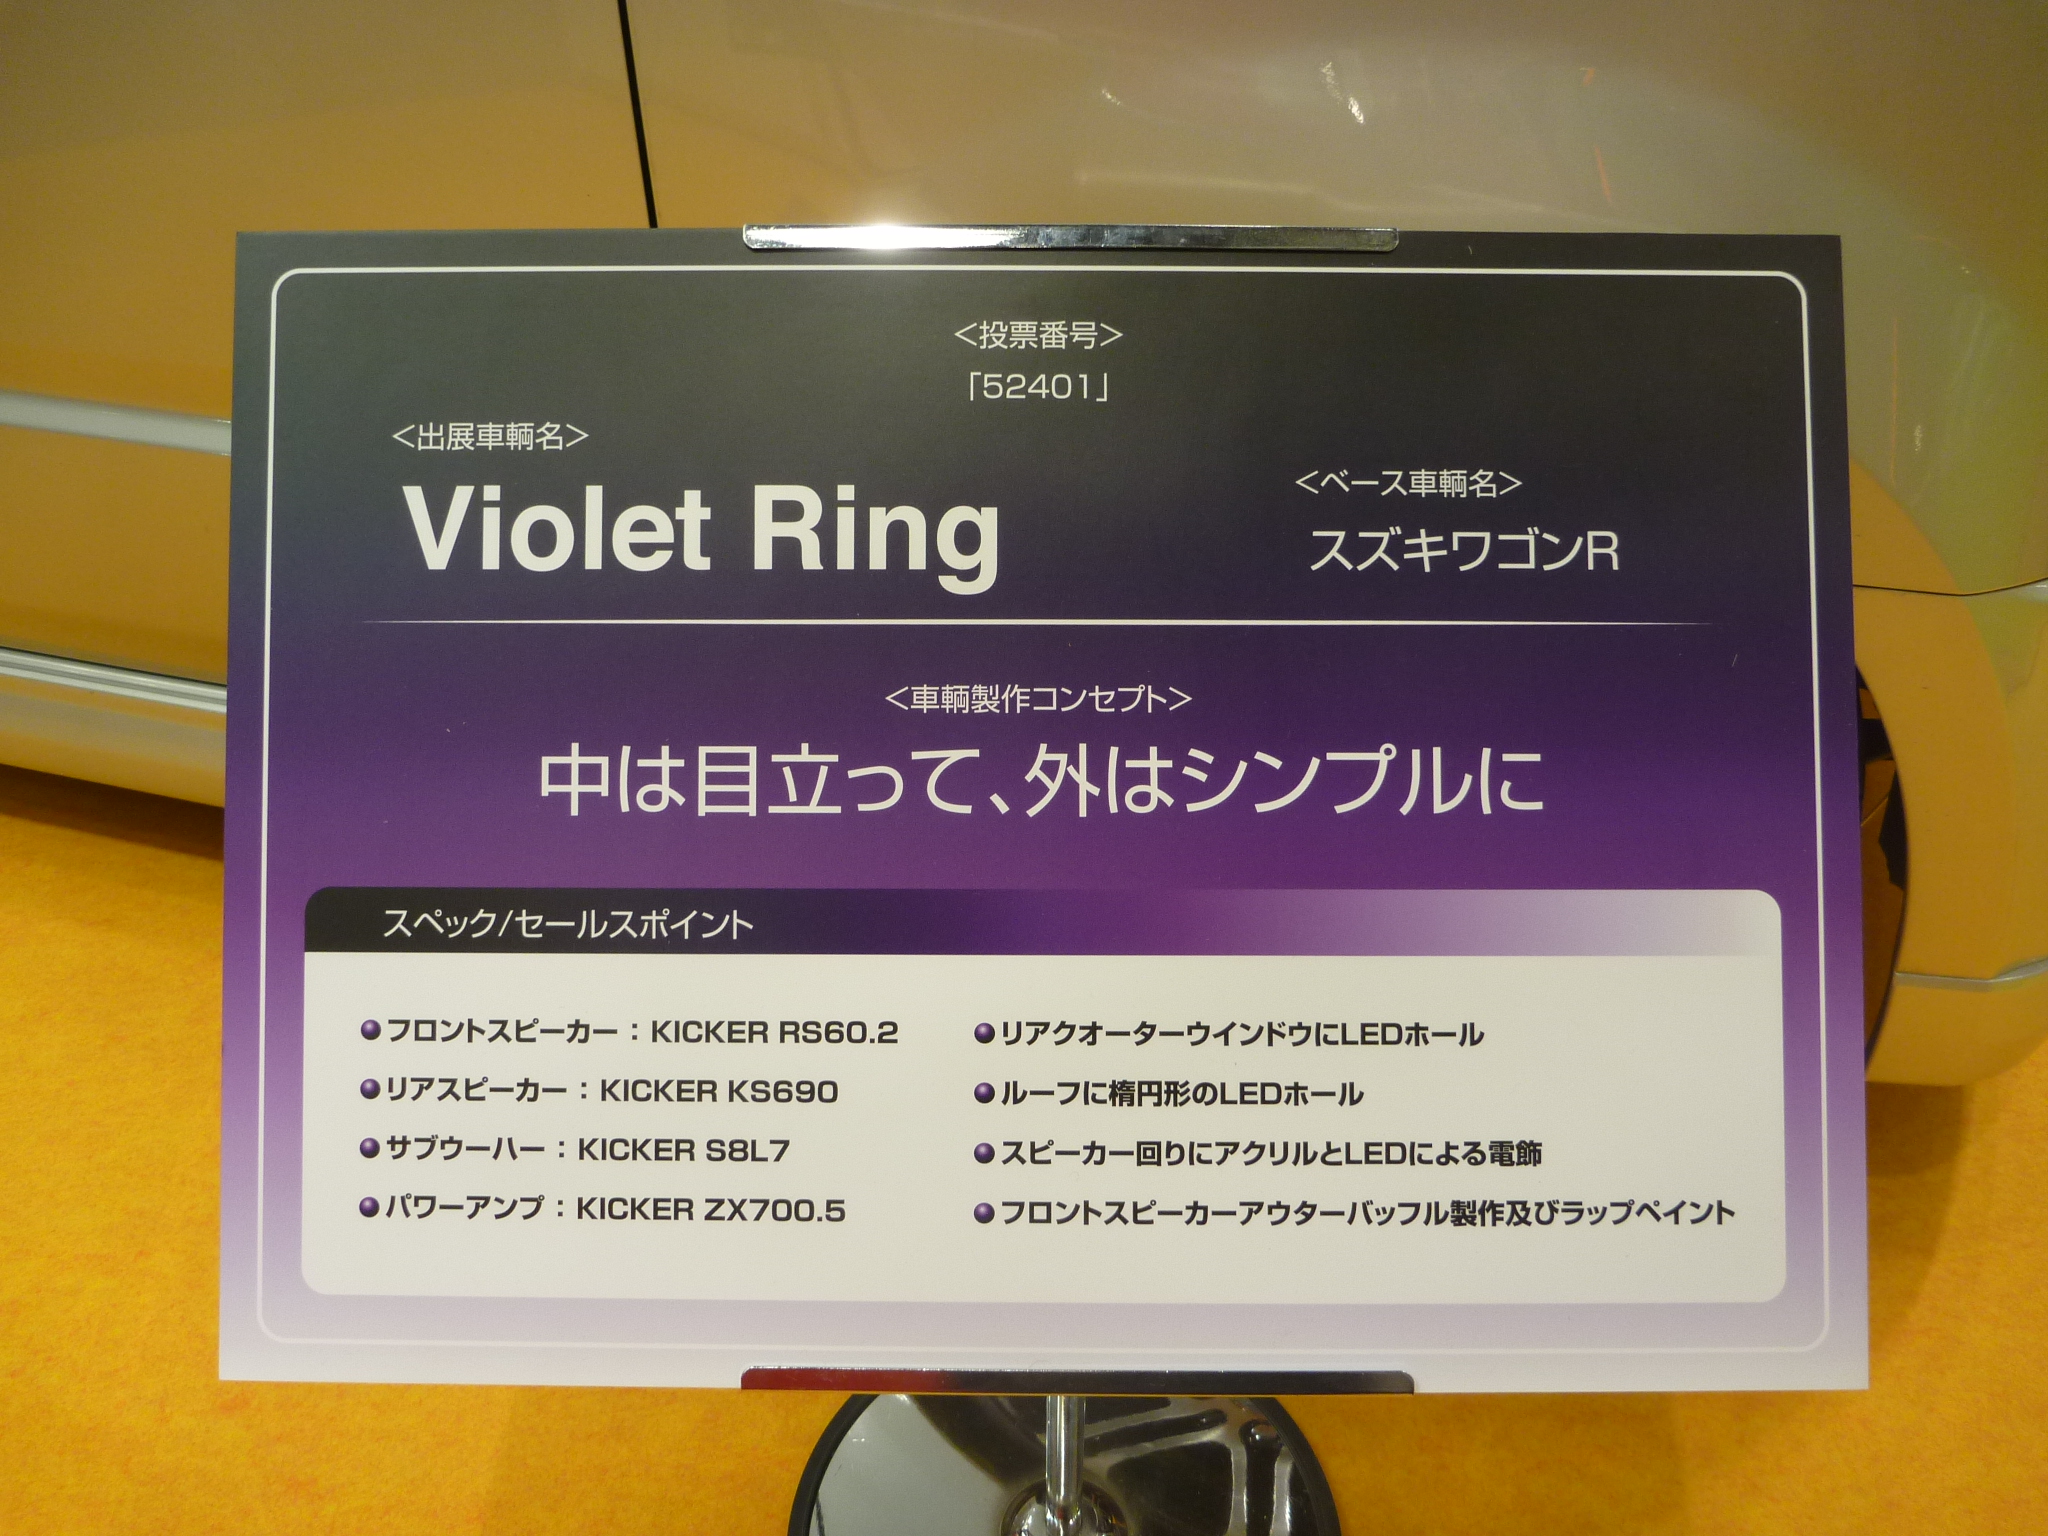 <投票番号>
「52401」
<出展車輌名>
Violet Ring
<ベース車輌名>
スズキワゴンR
<車輌製作コンセプト>
中は目立って、外はシンプルに
スペック/セールスポイント
●フロントスピーカー：KICKER RS60.2
●リアスピーカー：KICKER KS690
●サブウーハー：KICKER S8L7
●パワーアンプ：KICKER ZX700.5
●リアクオーターウインドウにLEDホール
●ルーフに楕円形のLEDホール
●スピーカー回りにアクリルとLEDによる電飾
●フロントスピーカーアウターバッフル製作及びラップペイント